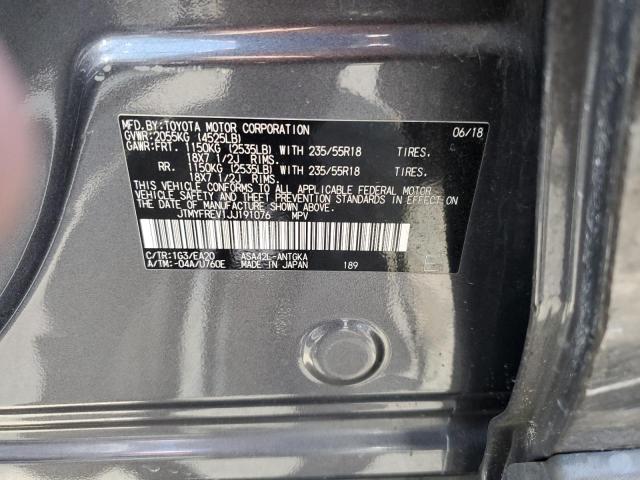 MFD.BY:TOYOTA MOTOR CORPORATION 06/18
GVWR:2055KG (4525LB)
GAWR:FRT. 1150KG (2535LB) WITH 235/55R18 TIRES.
18X7 1/2J RIMS.
RR. 1150KG (2535LB) WITH 235/55R18 TIRES.
18X7 1/2J RIMS.
THIS VEHICLE CONFORMS TO ALL APPLICABLE FEDERAL MOTOR
VEHICLE SAFETY AND THEFT PREVENTION STANDARDS IN EFFECT ON
THE DATE OF MANUFACTURE SHOWN ABOVE.
JTMYFREV1JJ191076 MPV
C/TR:1G3/EA20 ASA42L-ANTGKA
A/TM:-04A/U760E MADE IN JAPAN 189
E